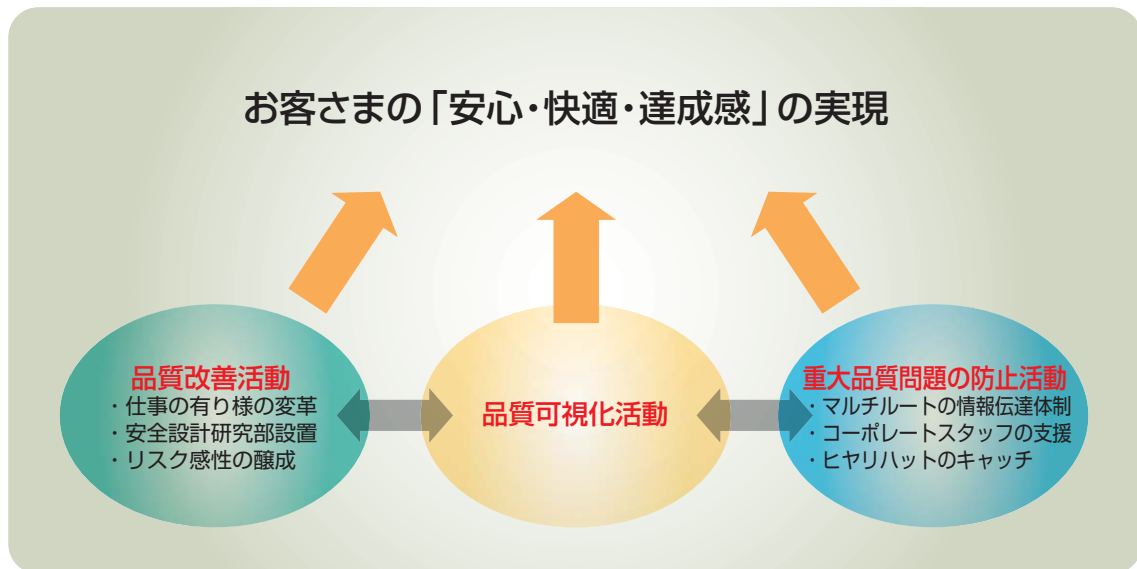 お客さまの「安心・快適・達成感」の実現
品質改善活動
・仕事の有り様の変革
・安全設計研究部設置
・リスク感性の醸成
品質可視化活動
重大品質問題の防止活動
・マルチルートの情報伝達体制
・コーポレートスタッフの支援
・ヒヤリハットのキャッチ